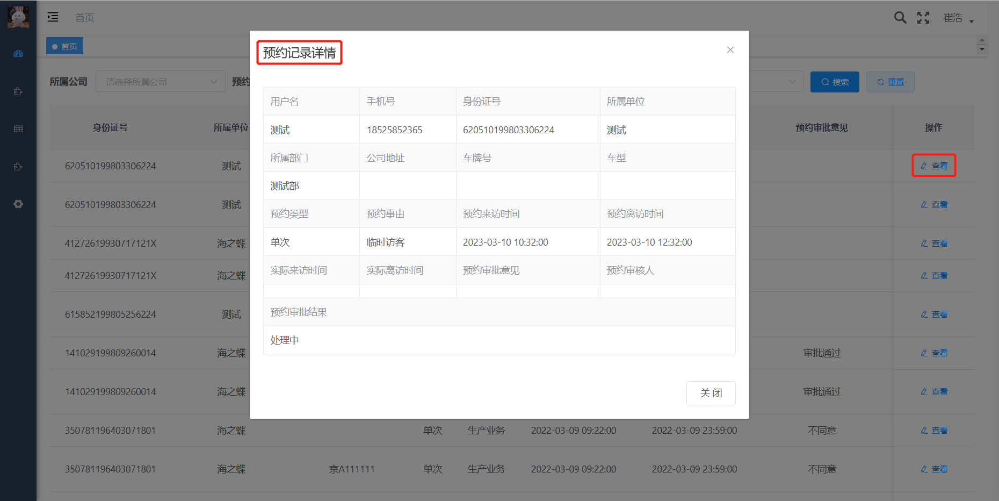 首页
崔浩
首页
所属公司 请选择所属公司 预约
搜索 重置
预约记录详情
用户名 手机号 身份证号 所属单位
测试 18525852365 620510199803306224 测试
所属部门 公司地址 车牌号 车型
测试部
预约类型 预约事由 预约来访时间 预约离访时间
单次 临时访客 2023-03-10 10:32:00 2023-03-10 12:32:00
实际来访时间 实际离访时间 预约审批意见 预约审核人
预约审批结果
处理中
关闭
身份证号 所属单位 预约审批意见 操作
620510199803306224 测试 查看
620510199803306224 测试 查看
41272619930717121X 海之蝶 查看
41272619930717121X 海之蝶 查看
615852199805256224 测试 查看
141029199809260014 海之蝶 审批通过 查看
141029199809260014 海之蝶 审批通过 查看
350781196403071801 海之蝶 单次 生产业务 2022-03-09 09:22:00 2022-03-09 23:59:00 不同意 查看
350781196403071801 海之蝶 京A111111 单次 生产业务 2022-03-09 09:22:00 2022-03-09 23:59:00 不同意 查看